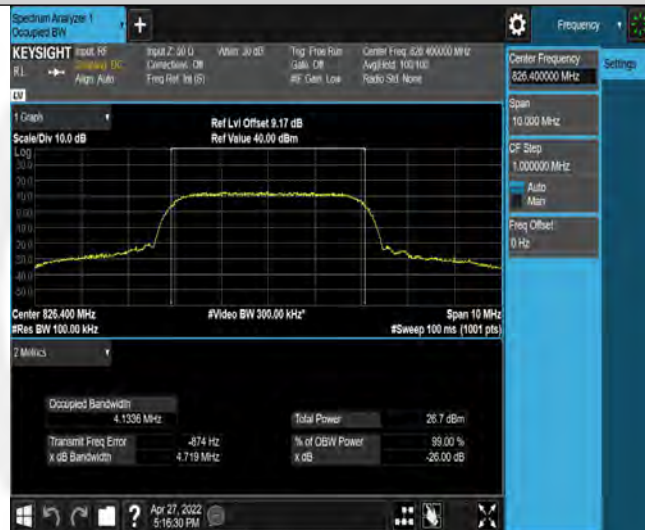 Spectrum Analyzer 1
Occupied BW
Frequency
KEYSIGHT
Input: RF
Coupling: DC
Align: Auto
Input Z: 50 Ω
Corrections: Off
Freq Ref: Int (S)
Atten: 30 dB
Trig: Free Run
Gate: Off
#IF Gain: Low
Center Freq: 826.400000 MHz
Avg|Hold: 100/100
Radio Std: None
LV
Center Frequency
826.400000 MHz
Settings
Span
10.000 MHz
CF Step
1.000000 MHz
Auto
Man
Freq Offset
0 Hz
1 Graph
Scale/Div 10.0 dB
Ref Lvl Offset 9.17 dB
Ref Value 40.00 dBm
Log
Center 826.400 MHz
#Video BW 300.00 kHz*
Span 10 MHz
#Res BW 100.00 kHz
#Sweep 100 ms (1001 pts)
2 Metrics
Occupied Bandwidth
4.1336 MHz
Total Power
26.7 dBm
Transmit Freq Error
-874 Hz
% of OBW Power
99.00 %
x dB Bandwidth
4.719 MHz
x dB
-26.00 dB
?
Apr 27, 2022
5:16:30 PM